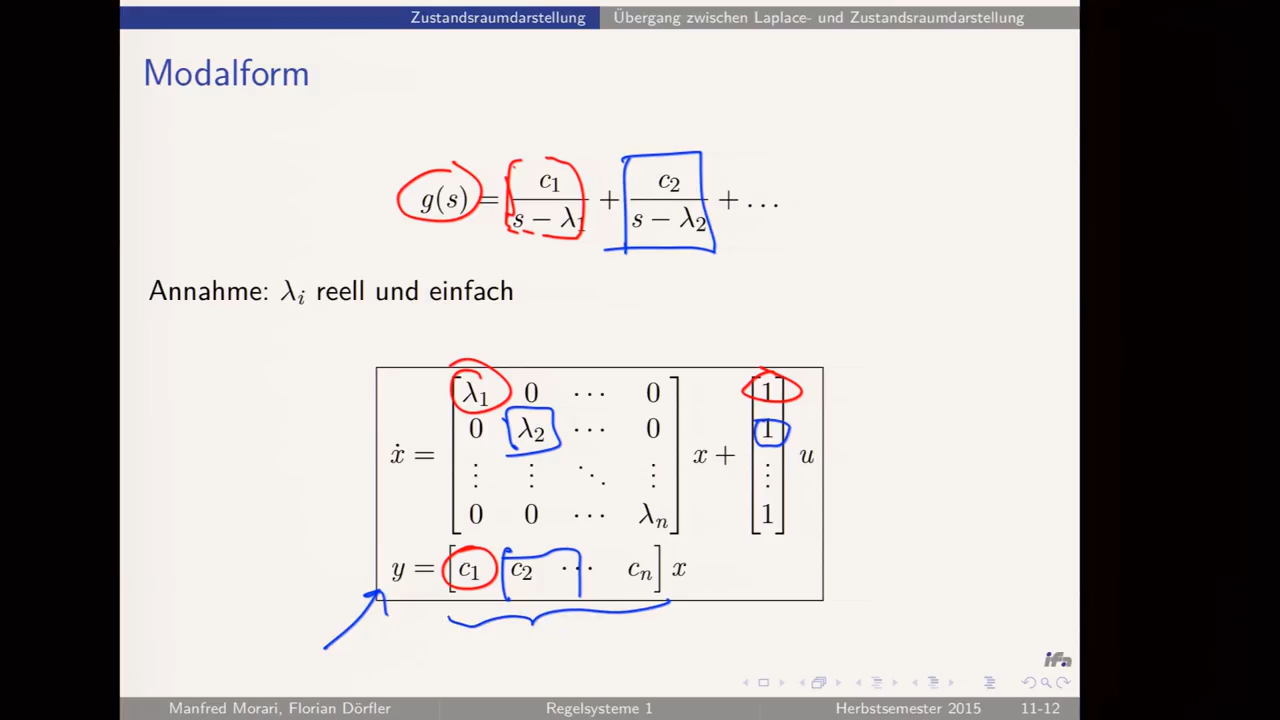 Zustandsraumdarstellung Übergang zwischen Laplace- und Zustandsraumdarstellung
Modalform
g(s) = c₁/(s − λ₁) + c₂/(s − λ₂) + …
Annahme: λᵢ reell und einfach
λ₁ 0 ⋯ 0 1
0 λ₂ ⋯ 0 1
ẋ = ⋮ ⋮ ⋱ ⋮ x + ⋮ u
0 0 ⋯ λₙ 1
y = [c₁ c₂ ⋯ cₙ] x
ifa
Manfred Morari, Florian Dörfler Regelsysteme 1 Herbstsemester 2015 11-12